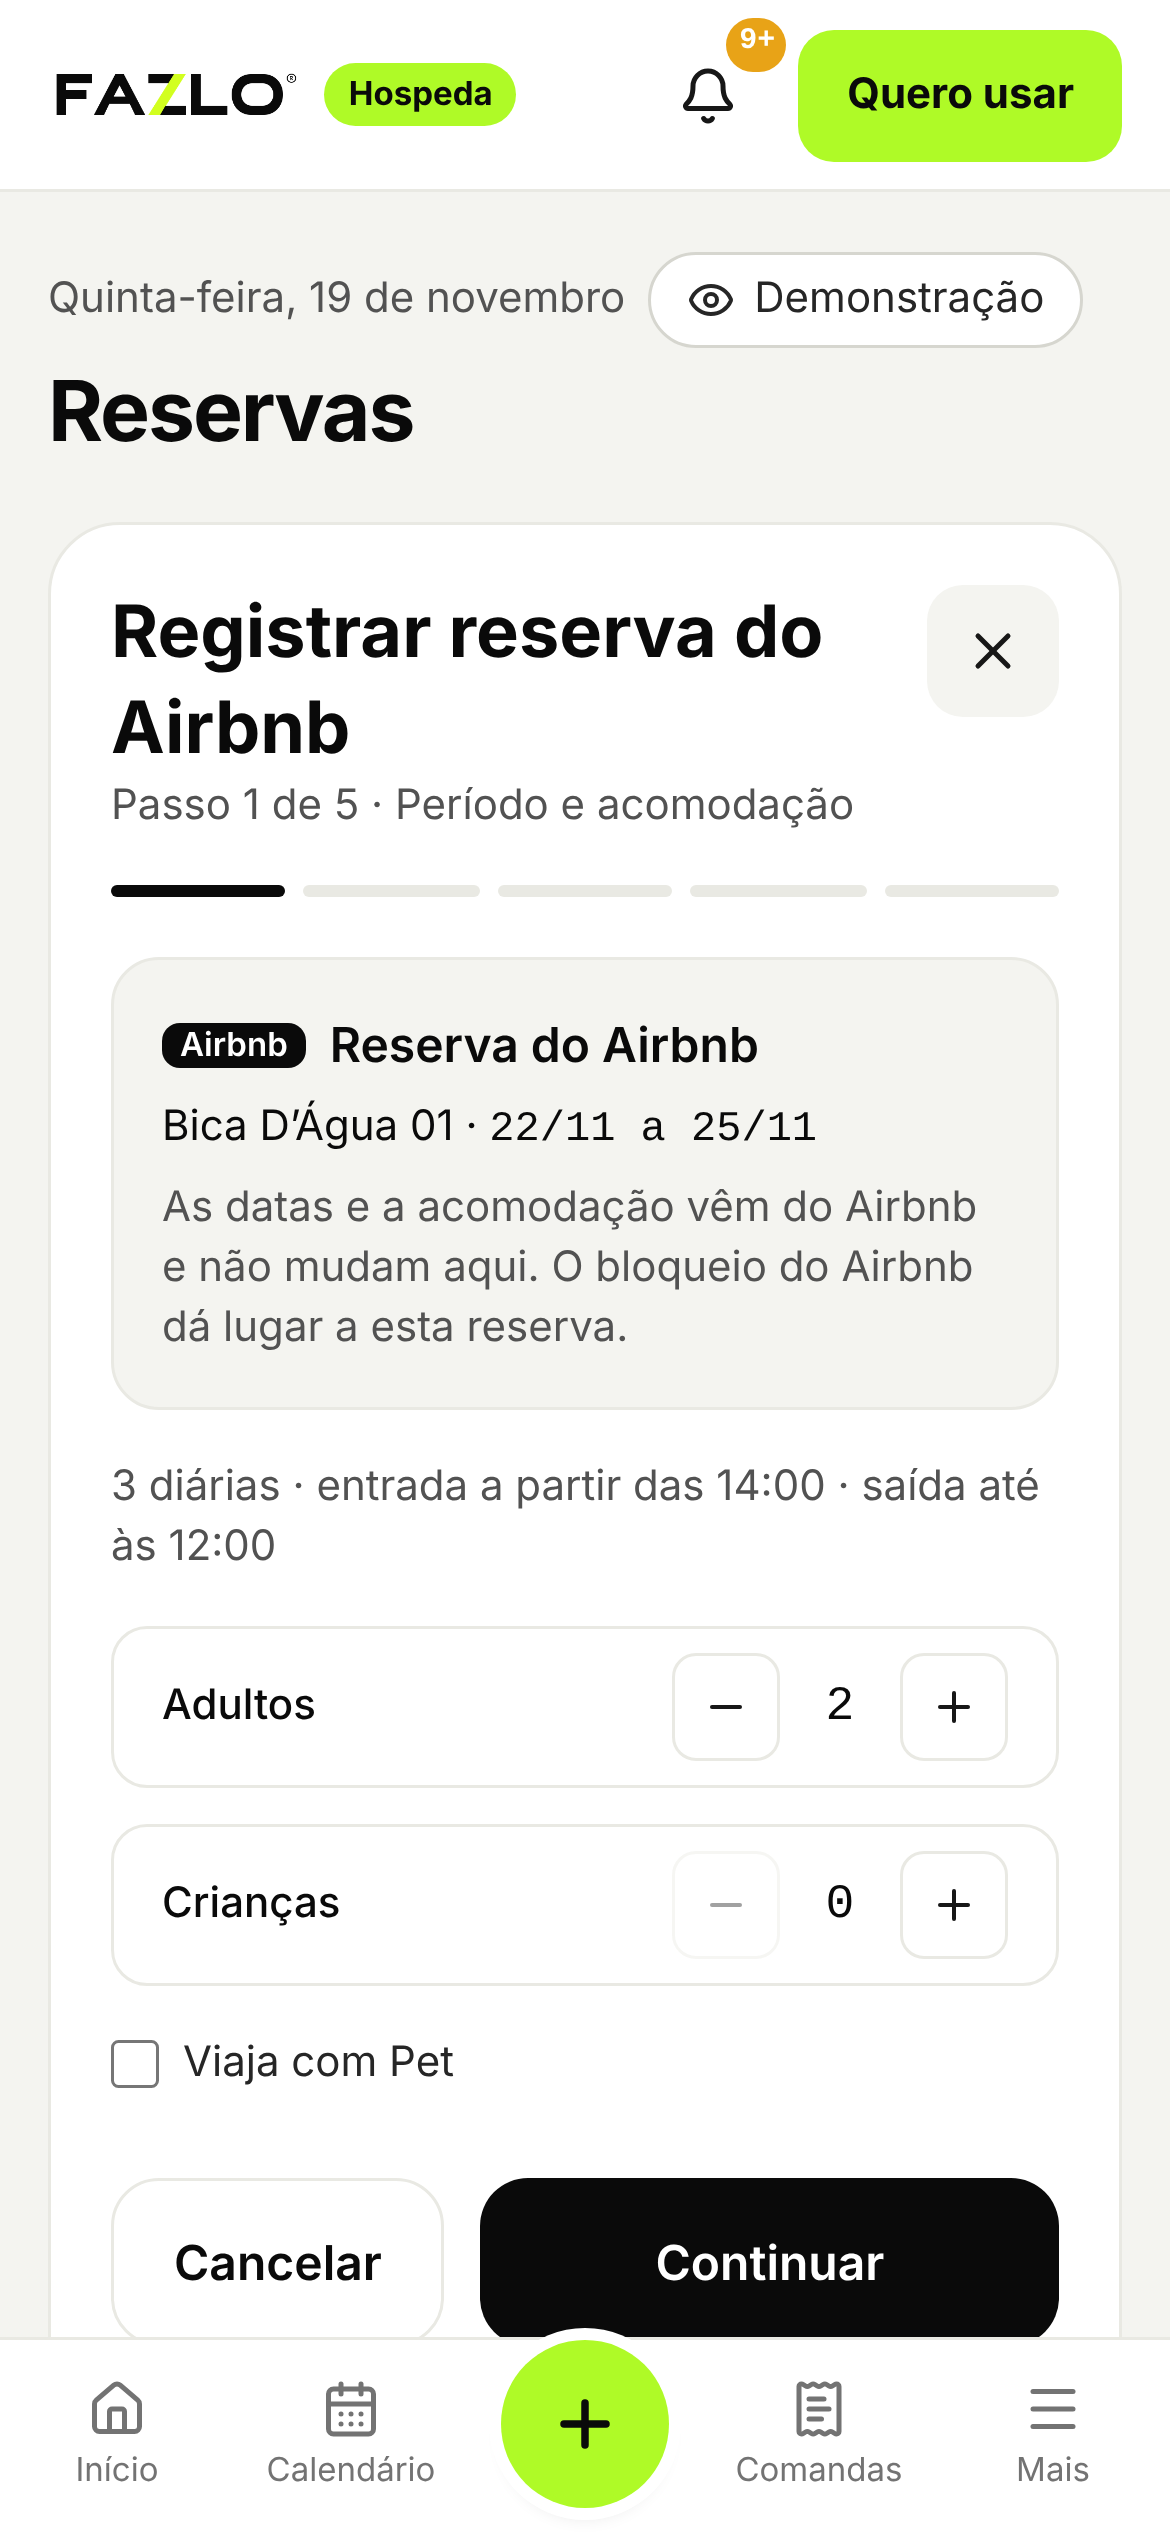 FAZLO®
Hospeda
9+
Quero usar
Quinta-feira, 19 de novembro
Demonstração
Reservas
Registrar reserva do
Airbnb
Passo 1 de 5 · Período e acomodação
Airbnb
Reserva do Airbnb
Bica D’Água 01 · 22/11 a 25/11
As datas e a acomodação vêm do Airbnb
e não mudam aqui. O bloqueio do Airbnb
dá lugar a esta reserva.
3 diárias · entrada a partir das 14:00 · saída até
às 12:00
Adultos
2
Crianças
0
Viaja com Pet
Cancelar
Continuar
Início
Calendário
Comandas
Mais